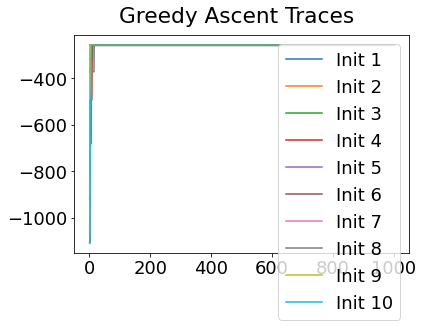 Greedy Ascent Traces
−400
−600
−800
−1000
0 200 400 600 800 1000
Init 1
Init 2
Init 3
Init 4
Init 5
Init 6
Init 7
Init 8
Init 9
Init 10